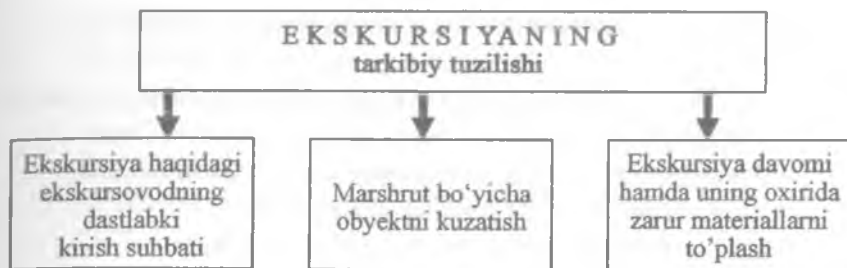 EKSKURSIYANING
tarkibiy tuzilishi
Ekskursiya haqidagi
ekskursovodning
dastlabki
kirish suhbati
Marshrut bo‘yicha
obyektni kuzatish
Ekskursiya davomi
hamda uning oxirida
zarur materiallarni
to’plash